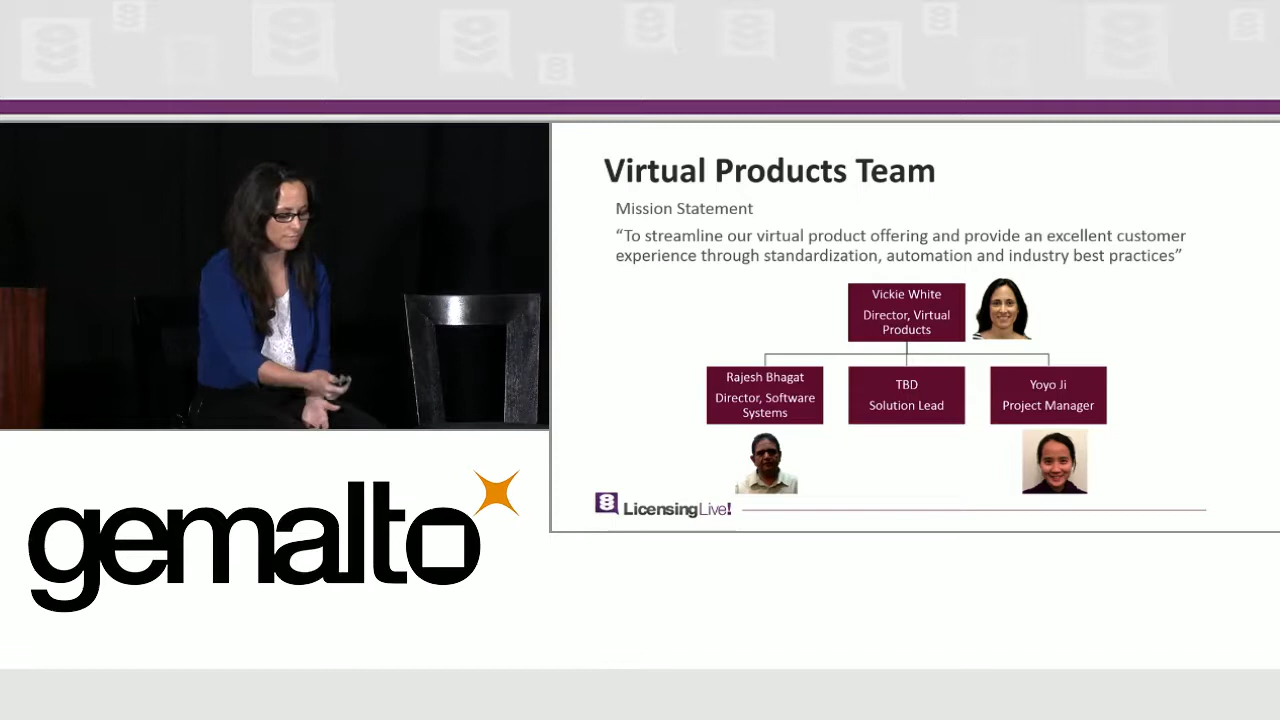 Virtual Products Team
Mission Statement
“To streamline our virtual product offering and provide an excellent customer
experience through standardization, automation and industry best practices”
Vickie White
Director, Virtual
Products
Rajesh Bhagat
Director, Software
Systems
TBD
Solution Lead
Yoyo Ji
Project Manager
LicensingLive!
gemalto